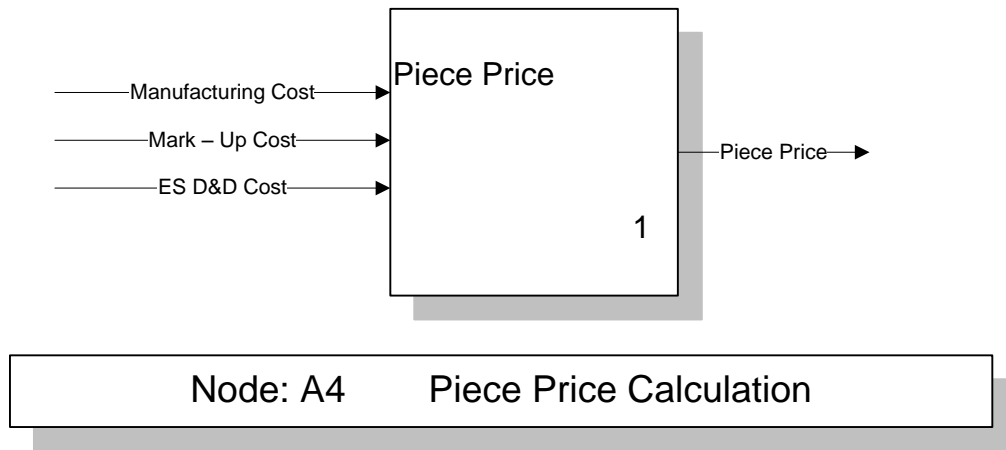 Piece Price
Manufacturing Cost
Mark – Up Cost
Piece Price
ES D&D Cost
1
Node: A4 Piece Price Calculation